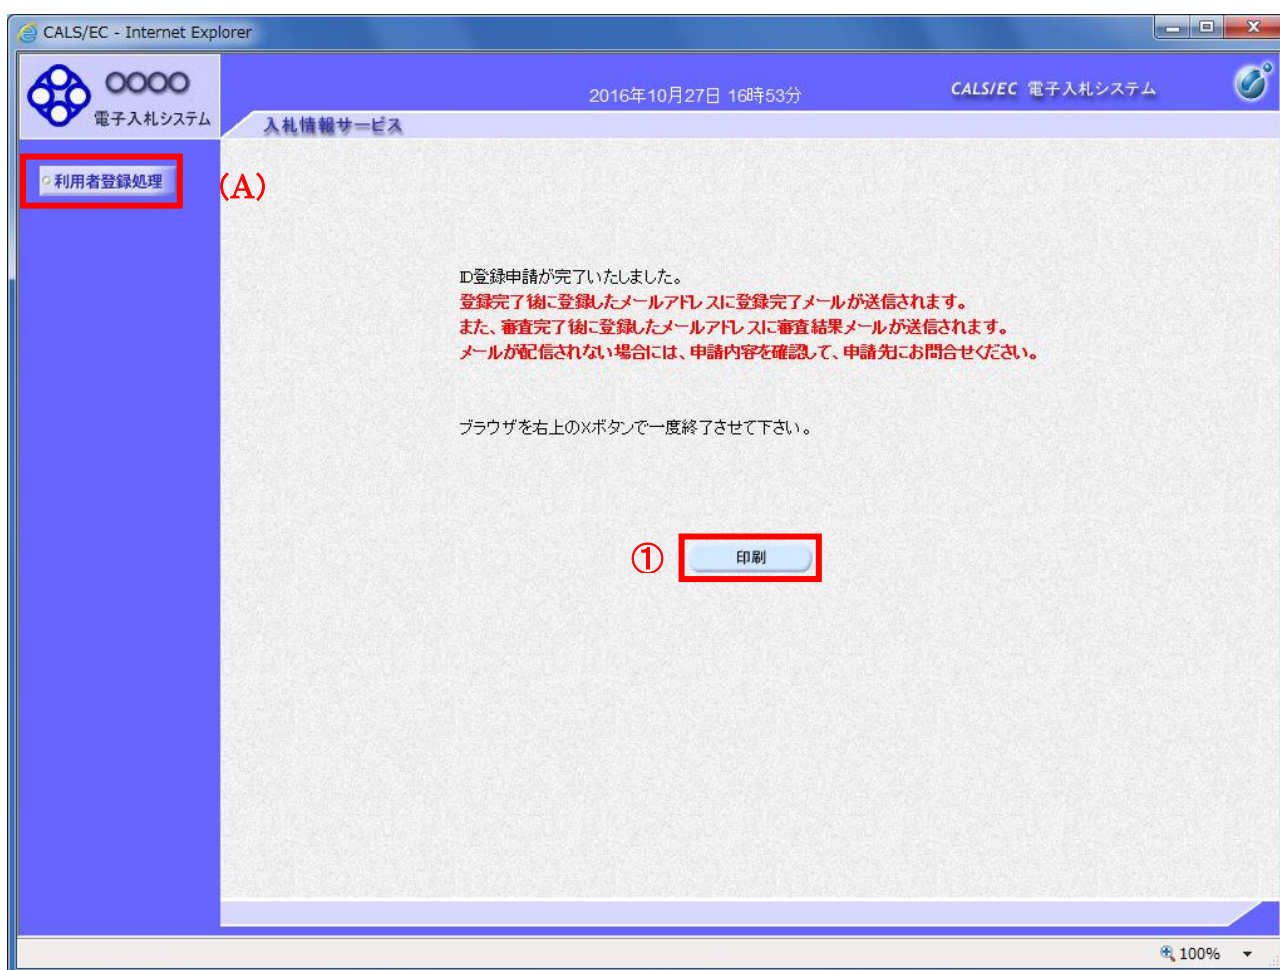 CALS/EC - Internet Explorer
○○○○
電子入札システム
2016年10月27日 16時53分
CALS/EC 電子入札システム
入札情報サービス
利用者登録処理
(A)
ID登録申請が完了いたしました。
登録完了後に登録したメールアドレスに登録完了メールが送信されます。
また、審査完了後に登録したメールアドレスに審査結果メールが送信されます。
メールが配信されない場合には、申請内容を確認して、申請先にお問合せください。
ブラウザを右上の×ボタンで一度終了させて下さい。
① 印刷
100%